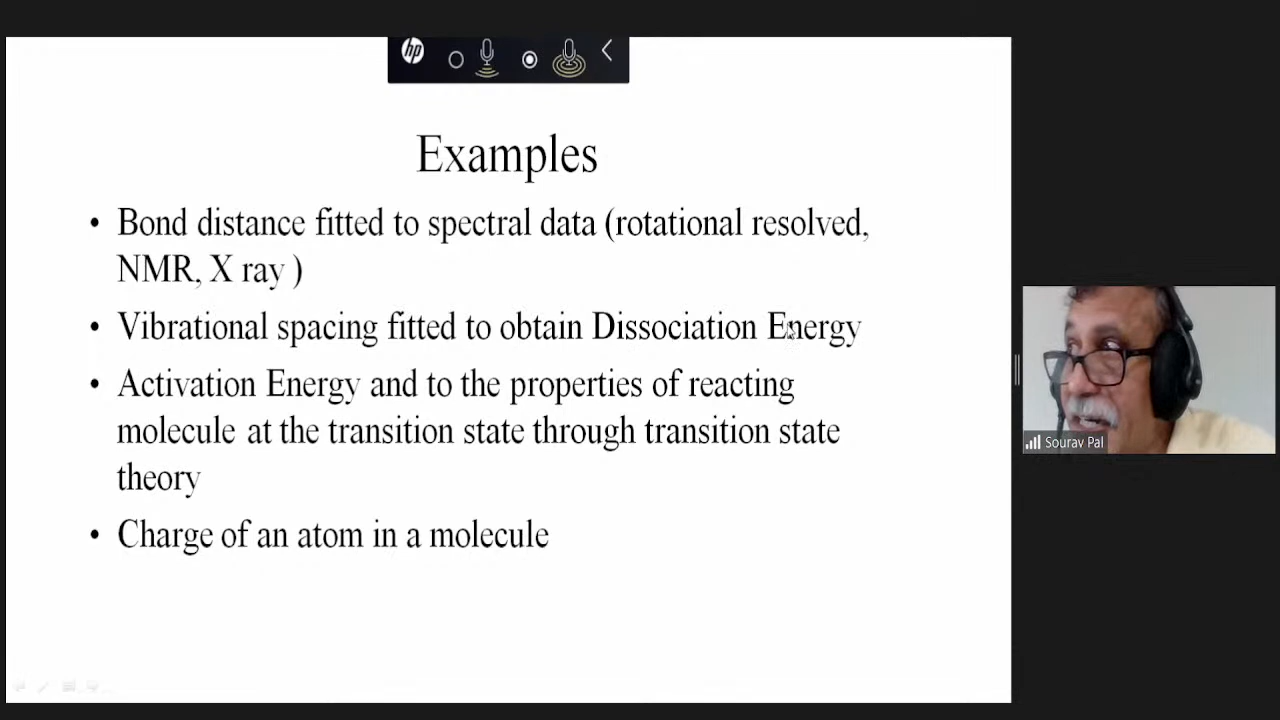 hp
Examples
• Bond distance fitted to spectral data (rotational resolved,
NMR, X ray )
• Vibrational spacing fitted to obtain Dissociation Energy
• Activation Energy and to the properties of reacting
molecule at the transition state through transition state
theory
• Charge of an atom in a molecule
Sourav Pal